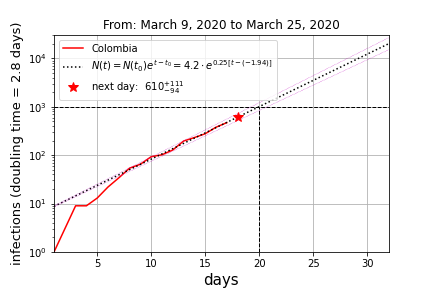 From: March 9, 2020 to March 25, 2020
infections (doubling time = 2.8 days)
Colombia
N(t) = N(t₀)e^{t − t₀} = 4.2 · e^{0.25[t − (−1.94)]}
next day: 610^{+111}_{−94}
10⁴
10³
10²
10¹
10⁰
5 10 15 20 25 30
days